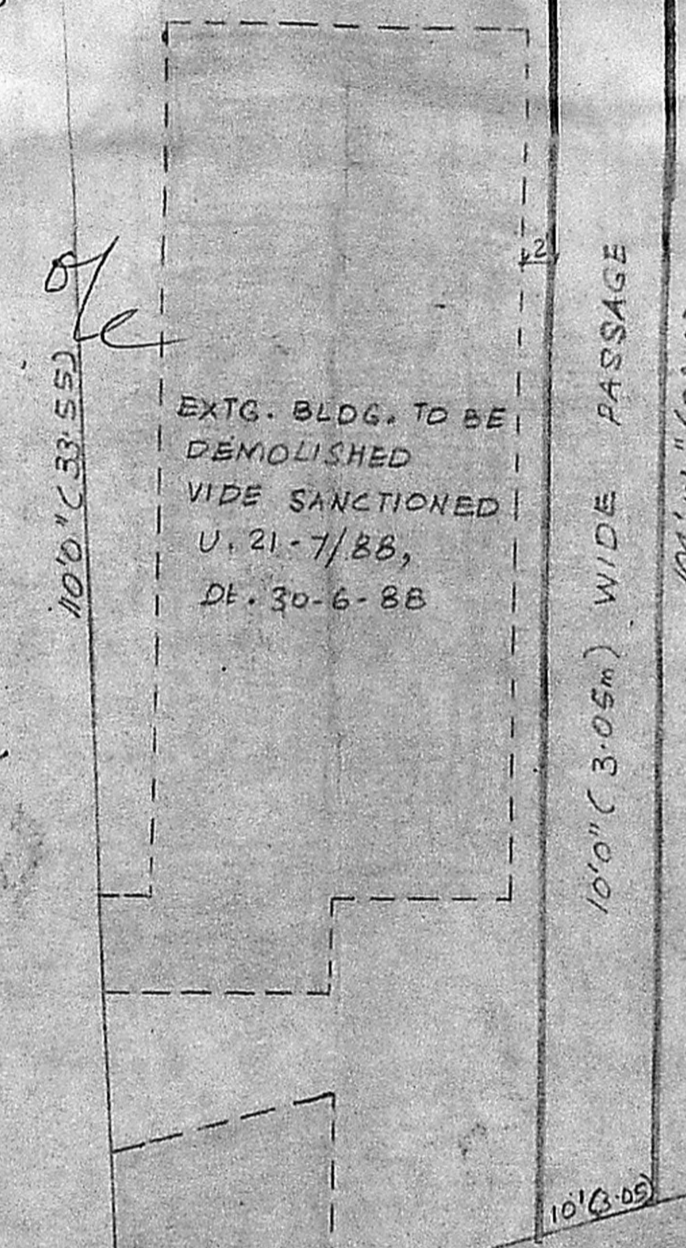 2'
EXTG. BLDG. TO BE
DEMOLISHED
VIDE SANCTIONED
U. 21-7/88,
Dt. 30-6-88
110'0" (33.55)
10'0" (3.05m) WIDE PASSAGE
10' (3.05)